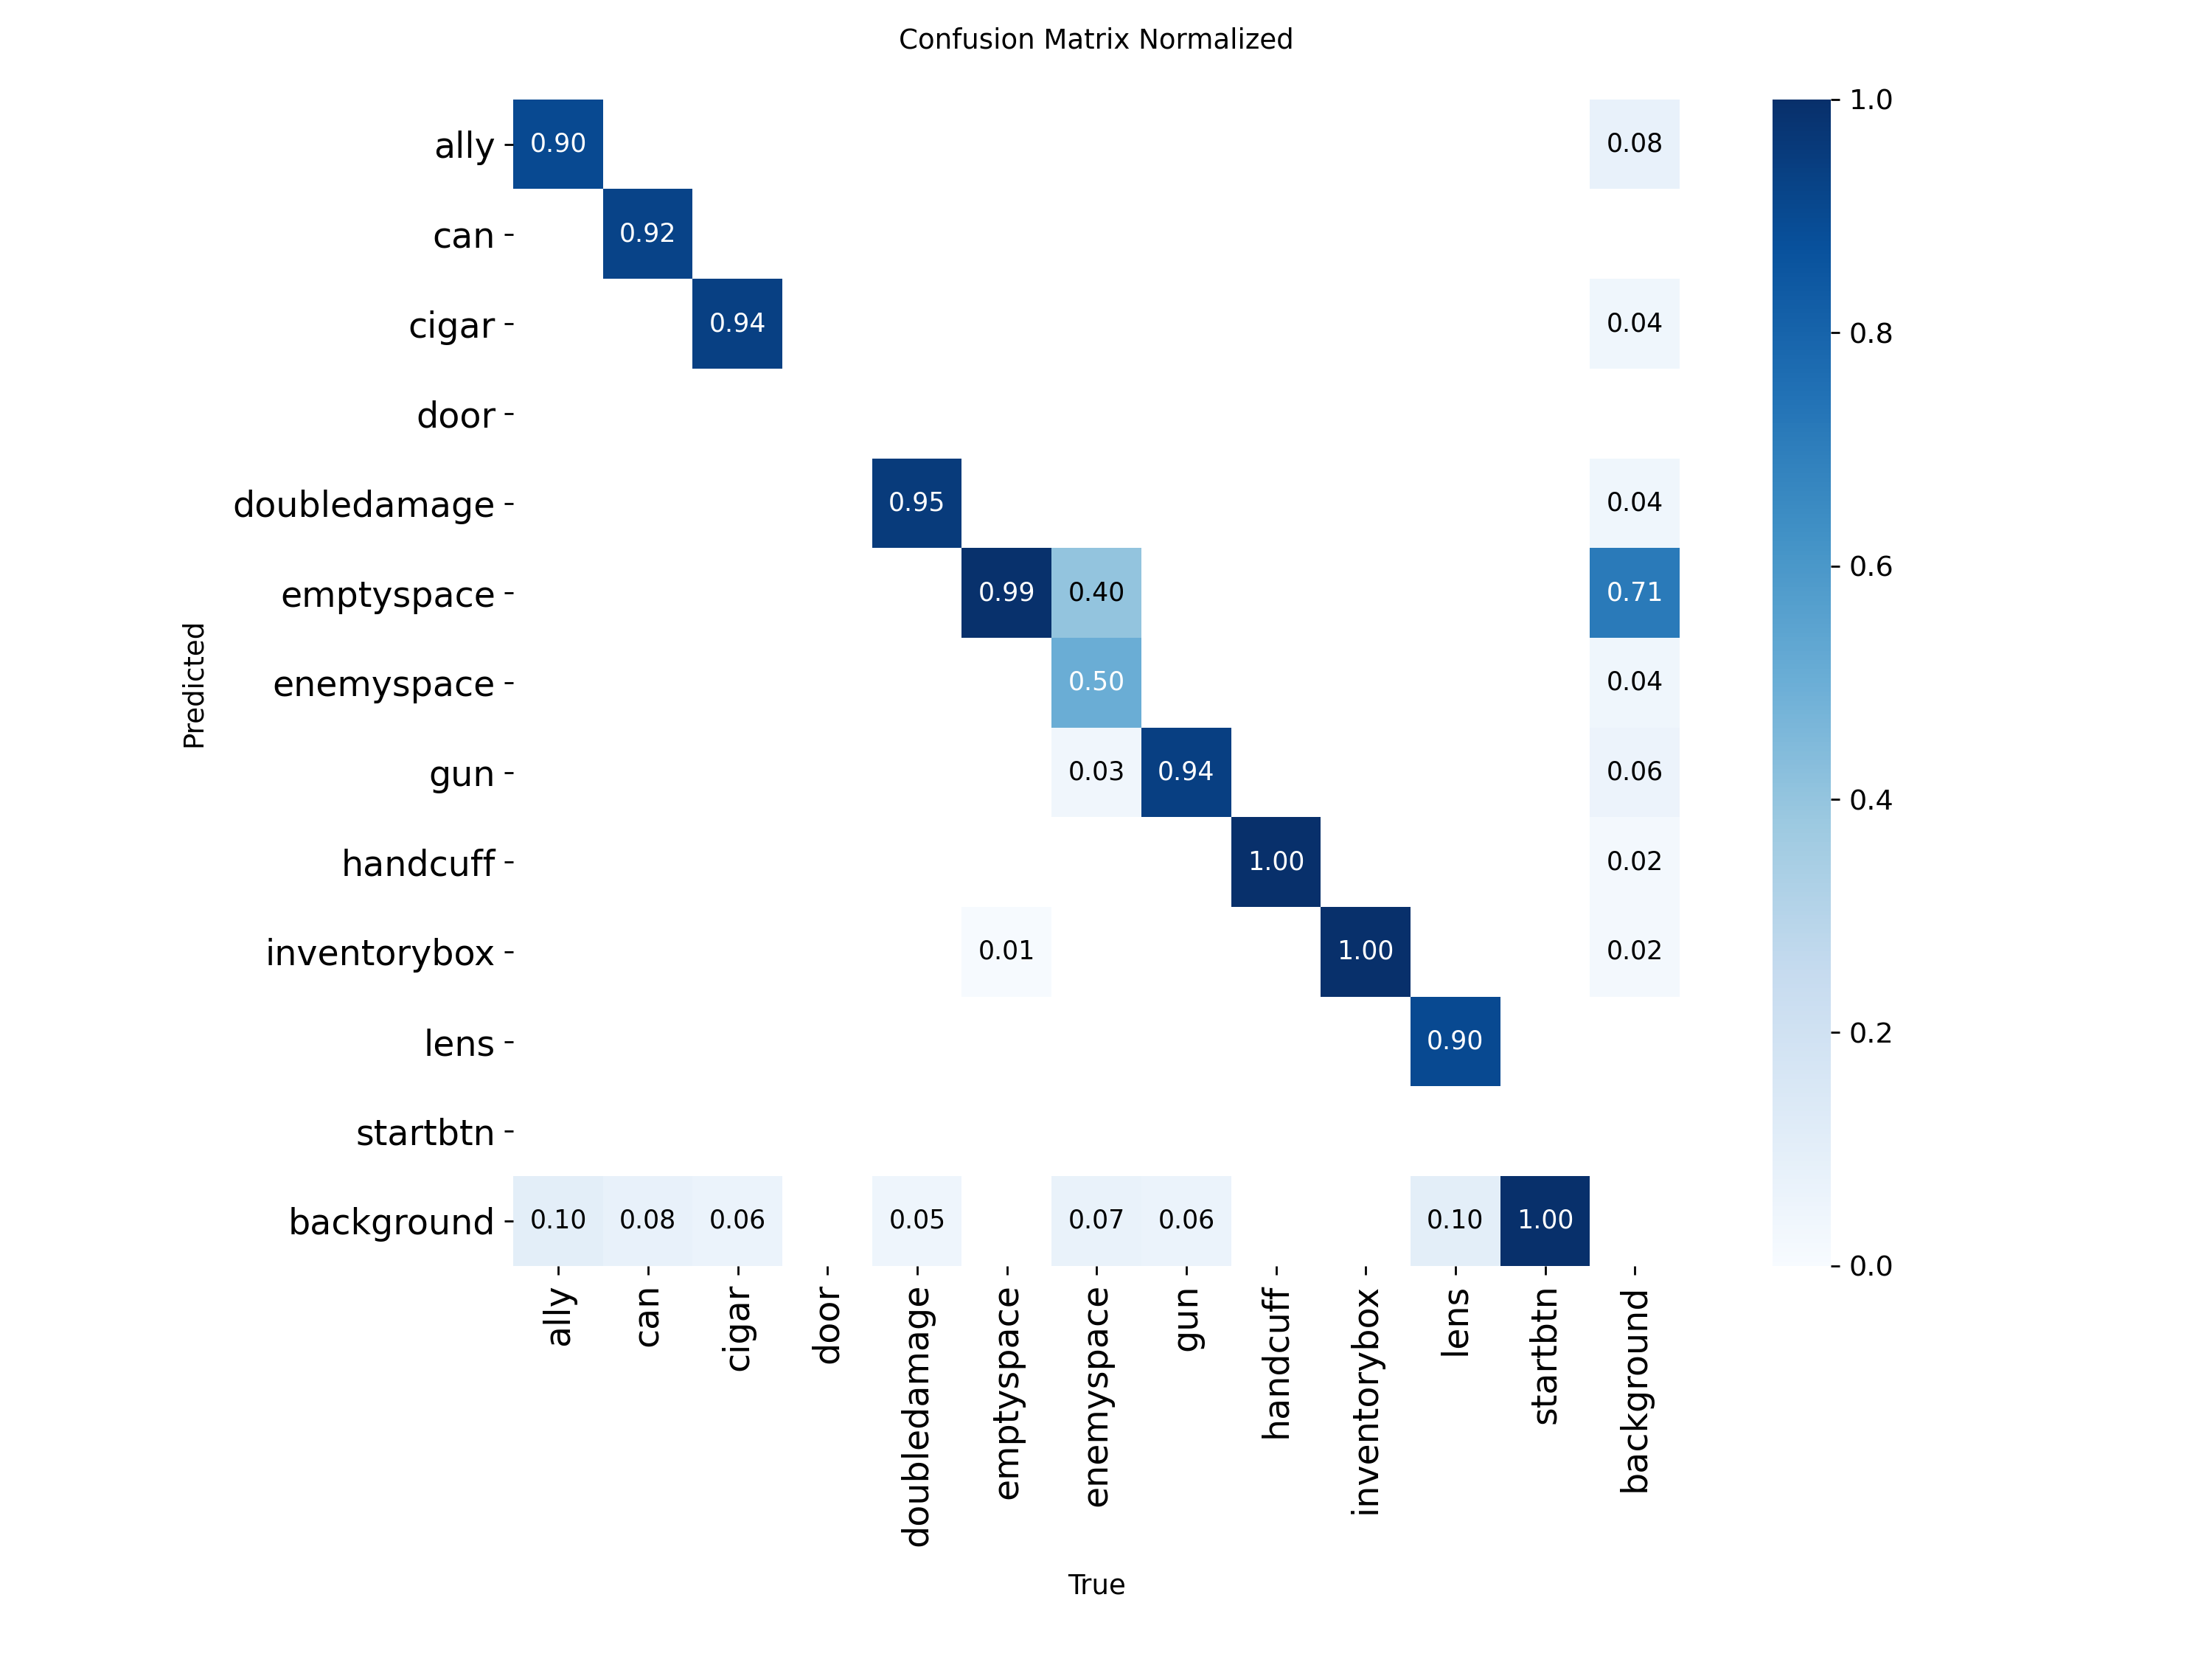 Confusion Matrix Normalized
ally 0.90 0.08
can 0.92
cigar 0.94 0.04
door
doubledamage 0.95 0.04
emptyspace 0.99 0.40 0.71
enemyspace 0.50 0.04
gun 0.03 0.94 0.06
handcuff 1.00 0.02
inventorybox 0.01 1.00 0.02
lens 0.90
startbtn
background 0.10 0.08 0.06 0.05 0.07 0.06 0.10 1.00
Predicted
ally can cigar door doubledamage emptyspace enemyspace gun handcuff inventorybox lens startbtn background
True
1.0
0.8
0.6
0.4
0.2
0.0